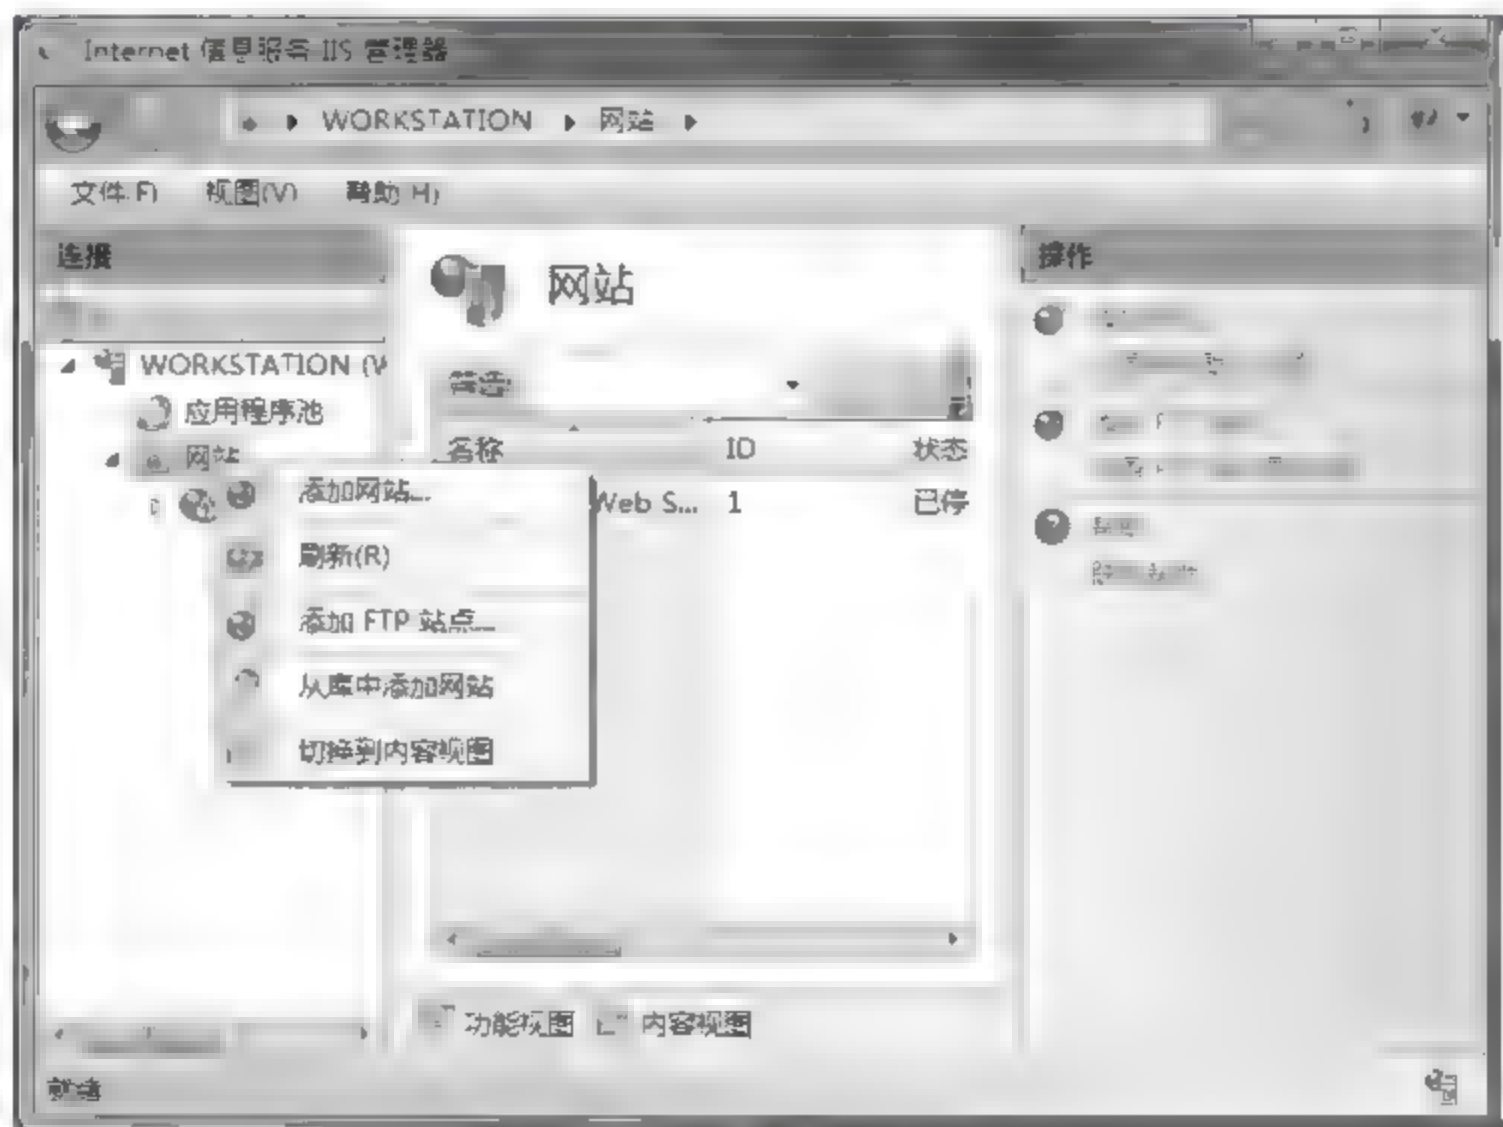 Internet 信息服务 IIS 管理器
WORKSTATION 网站
文件(F) 视图(V) 帮助(H)
连接
WORKSTATION (W
应用程序池
网站
网站
筛选:
名称 ID 状态
Web S... 1 已停
添加网站...
刷新(R)
添加 FTP 站点...
从库中添加网站
切换到内容视图
功能视图 内容视图
操作
就绪